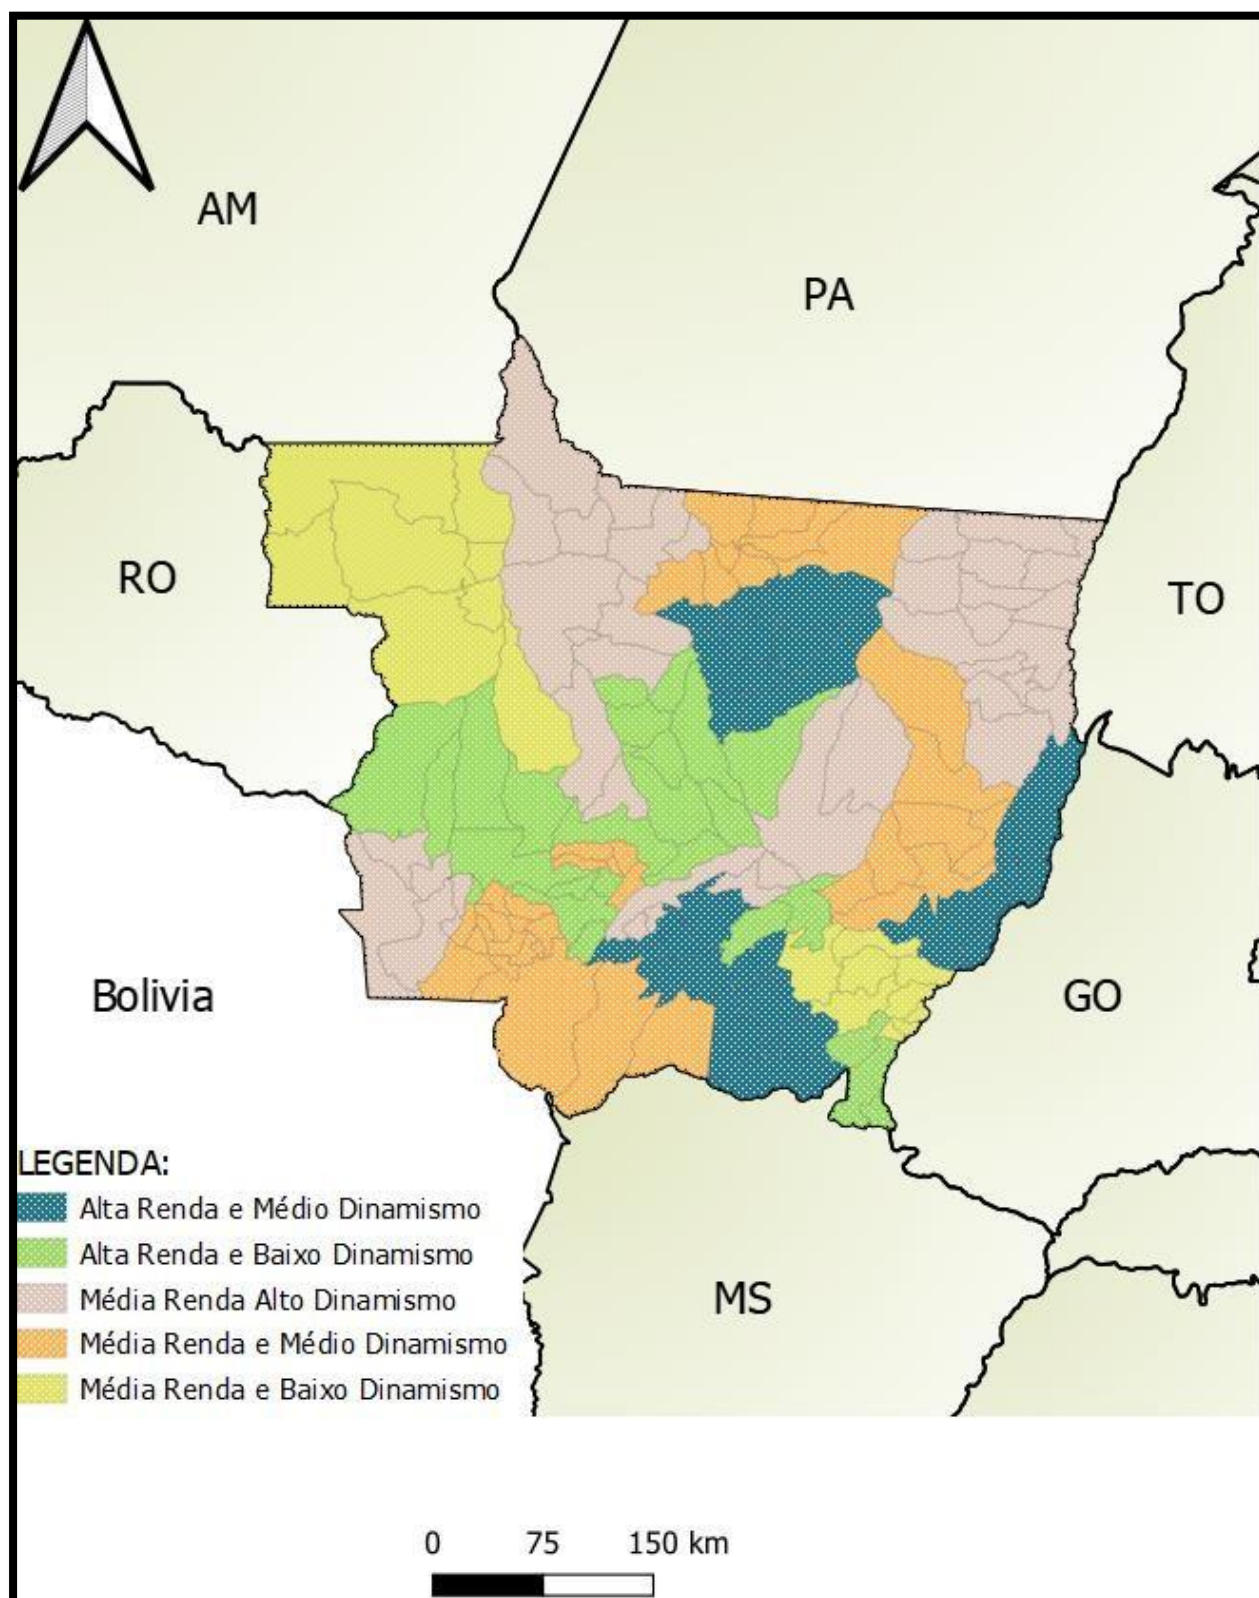 AM
PA
RO
TO
Bolivia
GO
MS
LEGENDA:
Alta Renda e Médio Dinamismo
Alta Renda e Baixo Dinamismo
Média Renda Alto Dinamismo
Média Renda e Médio Dinamismo
Média Renda e Baixo Dinamismo
0 75 150 km